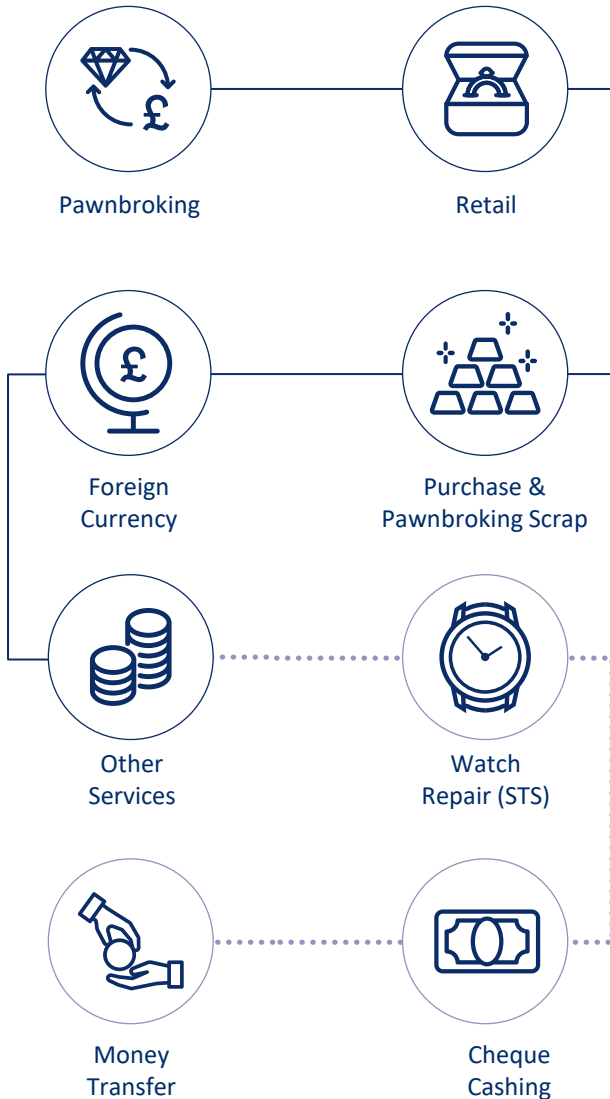 £
Pawnbroking
Retail
£
Foreign
Currency
Purchase &
Pawnbroking Scrap
Other
Services
Watch
Repair (STS)
Money
Transfer
Cheque
Cashing